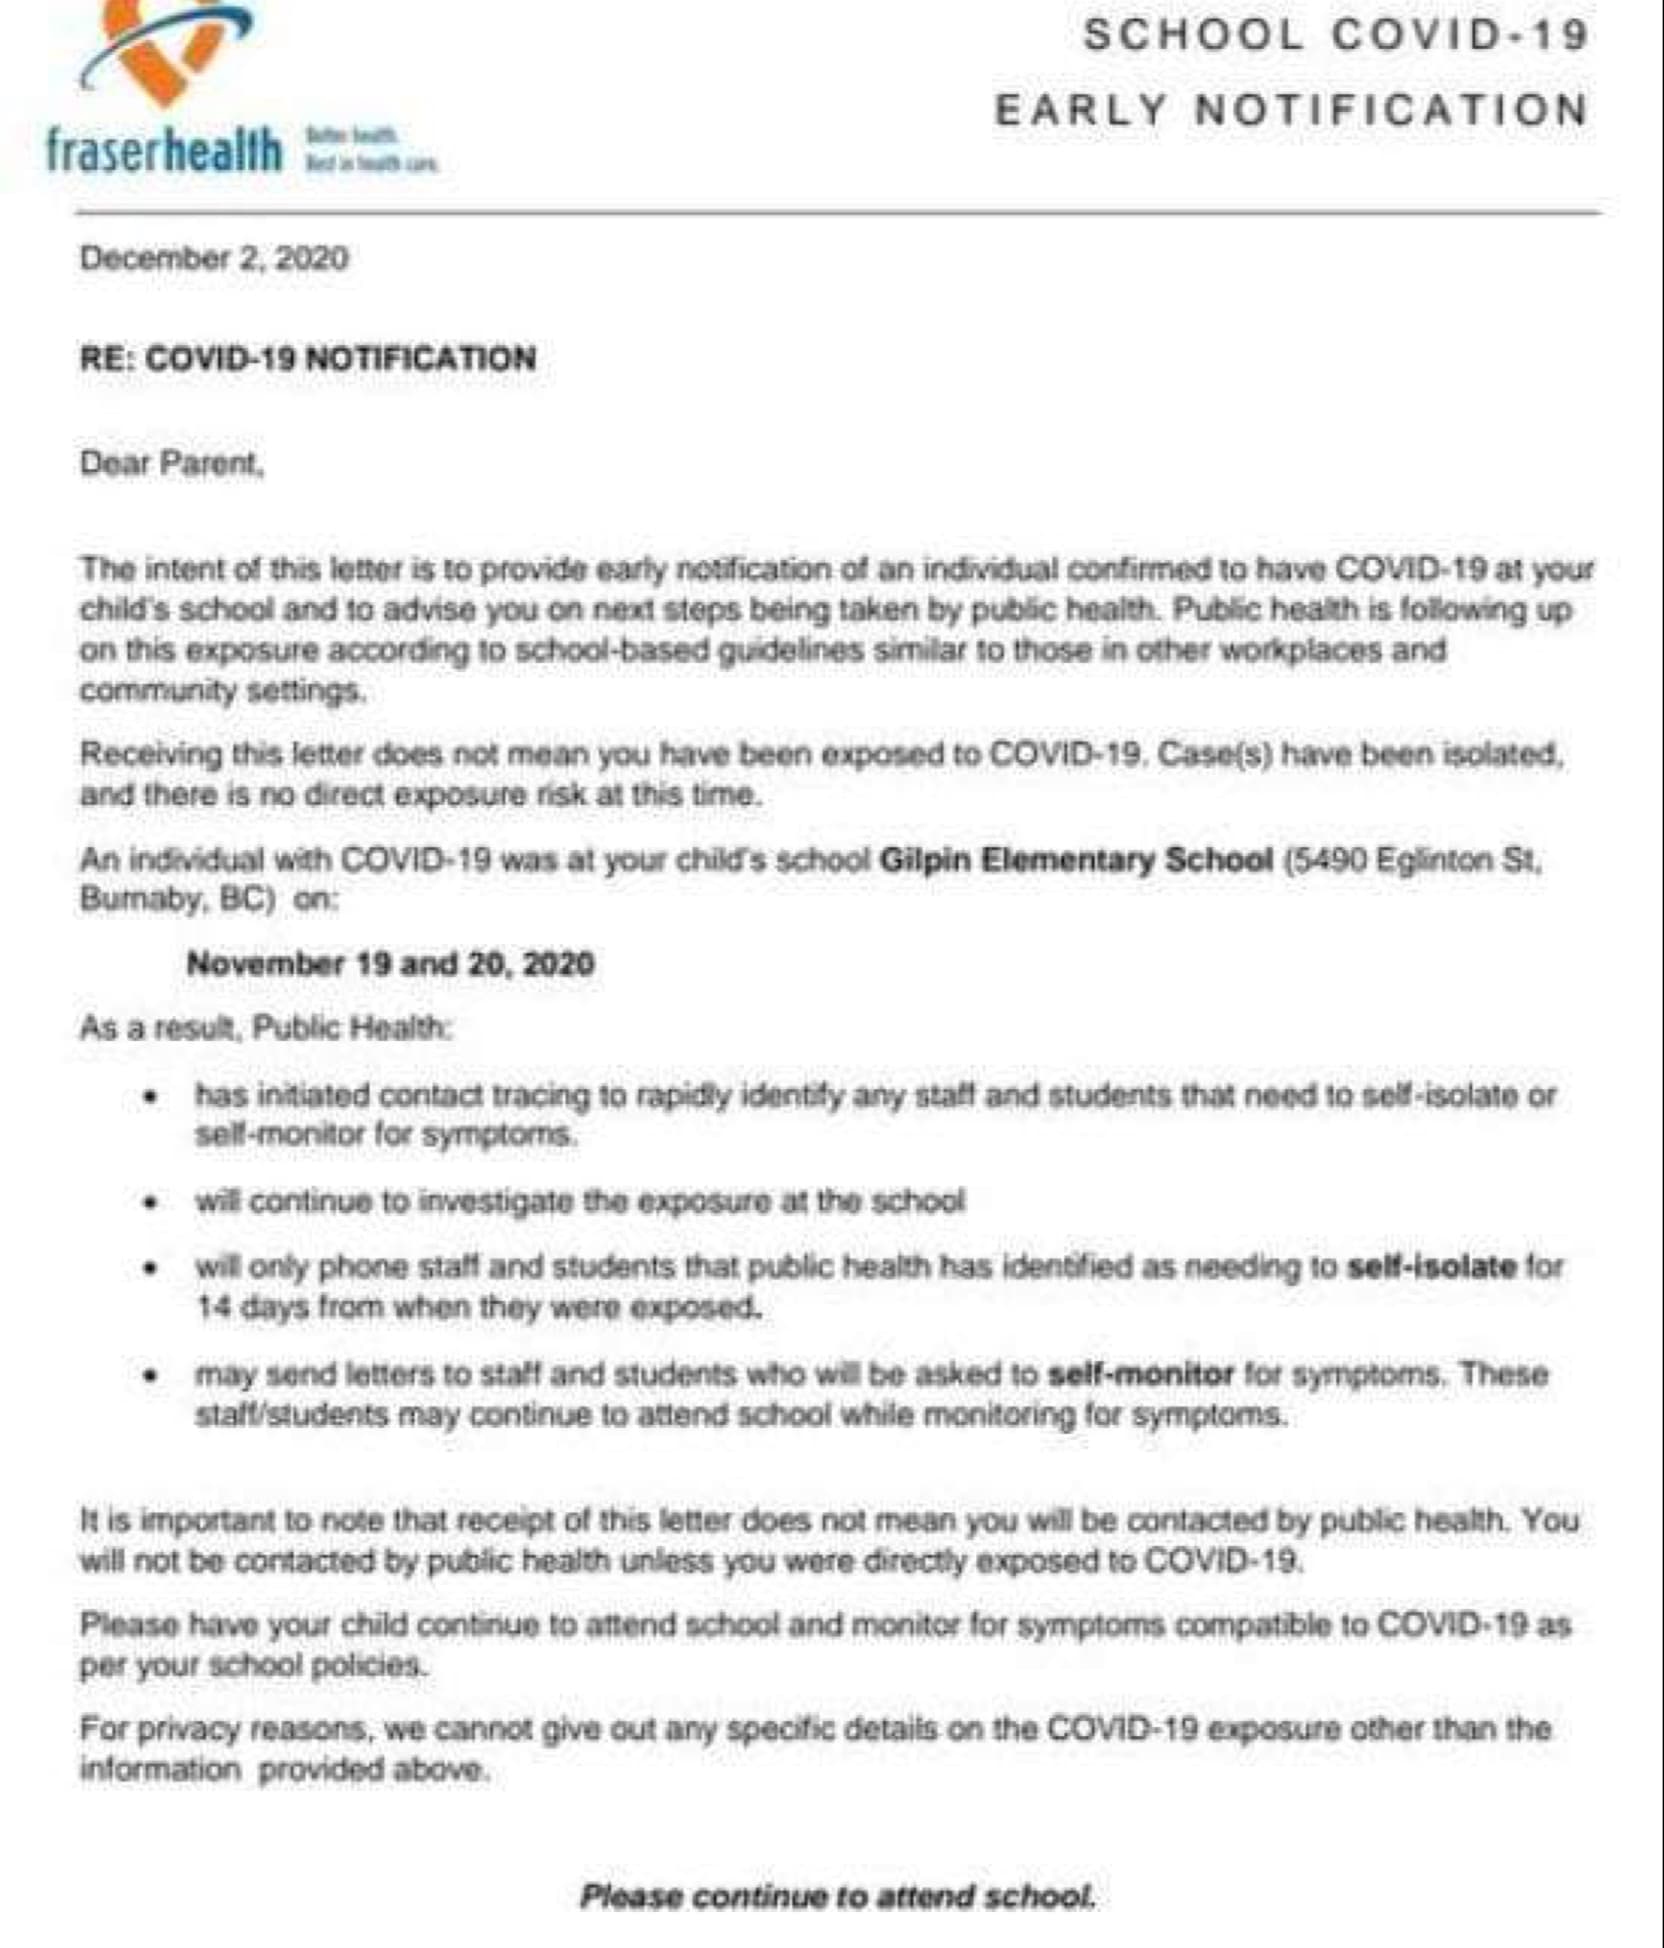 SCHOOL COVID-19
EARLY NOTIFICATION
fraserhealth
Better health.
Best in health care.
December 2, 2020
RE: COVID-19 NOTIFICATION
Dear Parent,
The intent of this letter is to provide early notification of an individual confirmed to have COVID-19 at your
child's school and to advise you on next steps being taken by public health. Public health is following up
on this exposure according to school-based guidelines similar to those in other workplaces and
community settings.
Receiving this letter does not mean you have been exposed to COVID-19. Case(s) have been isolated,
and there is no direct exposure risk at this time.
An individual with COVID-19 was at your child's school Gilpin Elementary School (5490 Eglinton St,
Burnaby, BC) on:
November 19 and 20, 2020
As a result, Public Health:
• has initiated contact tracing to rapidly identify any staff and students that need to self-isolate or
self-monitor for symptoms.
• will continue to investigate the exposure at the school
• will only phone staff and students that public health has identified as needing to self-isolate for
14 days from when they were exposed.
• may send letters to staff and students who will be asked to self-monitor for symptoms. These
staff/students may continue to attend school while monitoring for symptoms.
It is important to note that receipt of this letter does not mean you will be contacted by public health. You
will not be contacted by public health unless you were directly exposed to COVID-19.
Please have your child continue to attend school and monitor for symptoms compatible to COVID-19 as
per your school policies.
For privacy reasons, we cannot give out any specific details on the COVID-19 exposure other than the
information provided above.
Please continue to attend school.